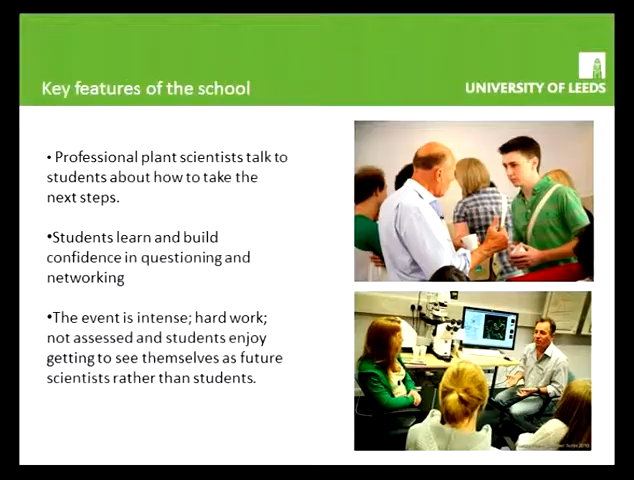 Key features of the school
UNIVERSITY OF LEEDS
• Professional plant scientists talk to
students about how to take the
next steps.
•Students learn and build
confidence in questioning and
networking
•The event is intense; hard work;
not assessed and students enjoy
getting to see themselves as future
scientists rather than students.